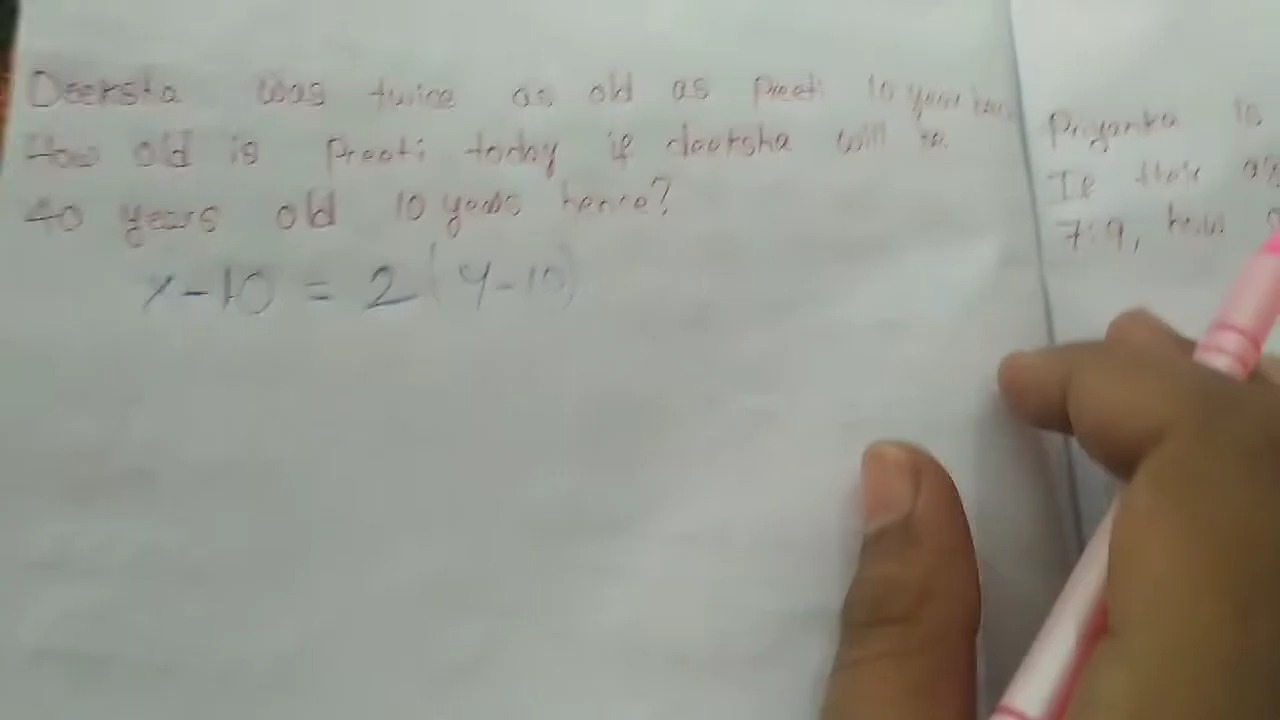 Deeksha was twice as old as Preeti 10 years
How old is Preeti today if deeksha will be
40 years old 10 years hence?
x-10 = 2(y-10)
Priyanka is
If their
7:9, how